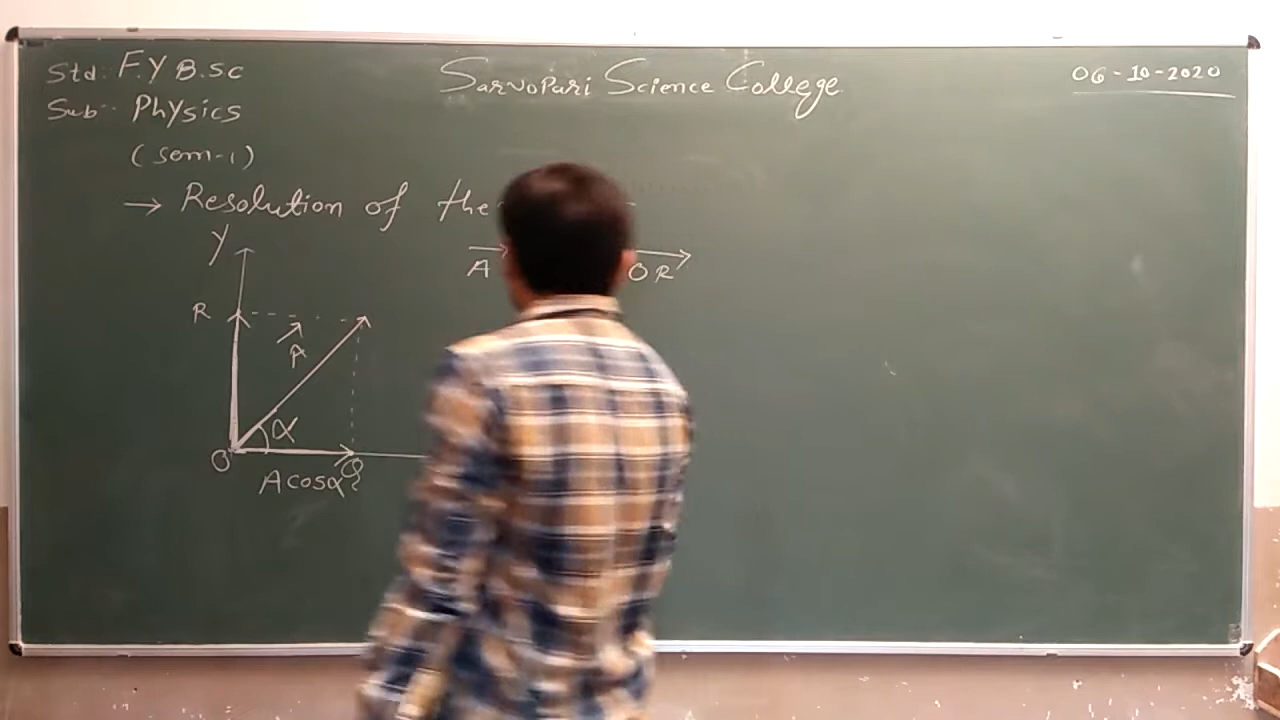 Std: F.Y B.Sc
Sarvopari Science College
06-10-2020
Sub: Physics
(Sem-1)
→ Resolution of the
Y
A
OR
R
A
α
O
Q
A cosα